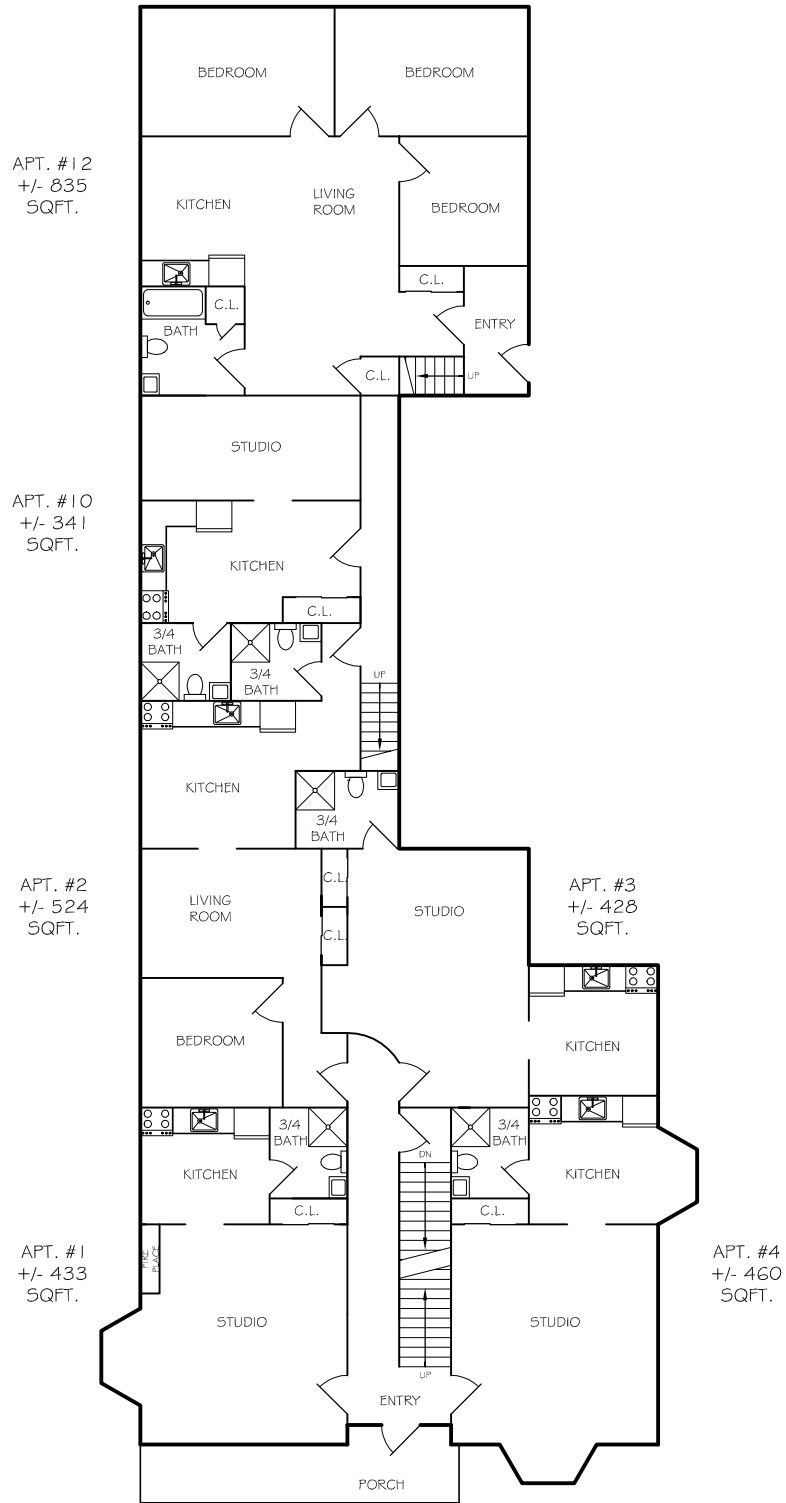 BEDROOM
BEDROOM
APT. #12
+/- 835
SQFT.
KITCHEN
LIVING
ROOM
BEDROOM
C.L.
C.L.
BATH
ENTRY
C.L.
UP
STUDIO
APT. #10
+/- 341
SQFT.
KITCHEN
C.L.
3/4
BATH
3/4
BATH
UP
KITCHEN
3/4
BATH
APT. #2
+/- 524
SQFT.
LIVING
ROOM
C.L.
C.L.
STUDIO
APT. #3
+/- 428
SQFT.
BEDROOM
KITCHEN
3/4
BATH
KITCHEN
C.L.
DN
3/4
BATH
KITCHEN
C.L.
APT. #1
+/- 433
SQFT.
FIRE
PLACE
STUDIO
STUDIO
APT. #4
+/- 460
SQFT.
UP
ENTRY
PORCH